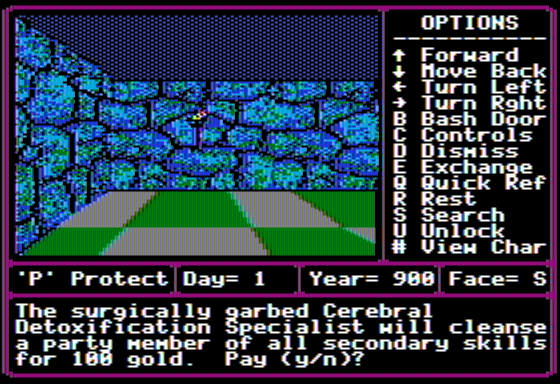 OPTIONS
------------
↑ Forward
↓ Move Back
← Turn Left
→ Turn Rght
B Bash Door
C Controls
D Dismiss
E Exchange
Q Quick Ref
R Rest
S Search
U Unlock
# View Char
'P' Protect
Day= 1
Year= 900
Face= S
The surgically garbed Cerebral
Detoxification Specialist will cleanse
a party member of all secondary skills
for 100 gold.  Pay (y/n)?